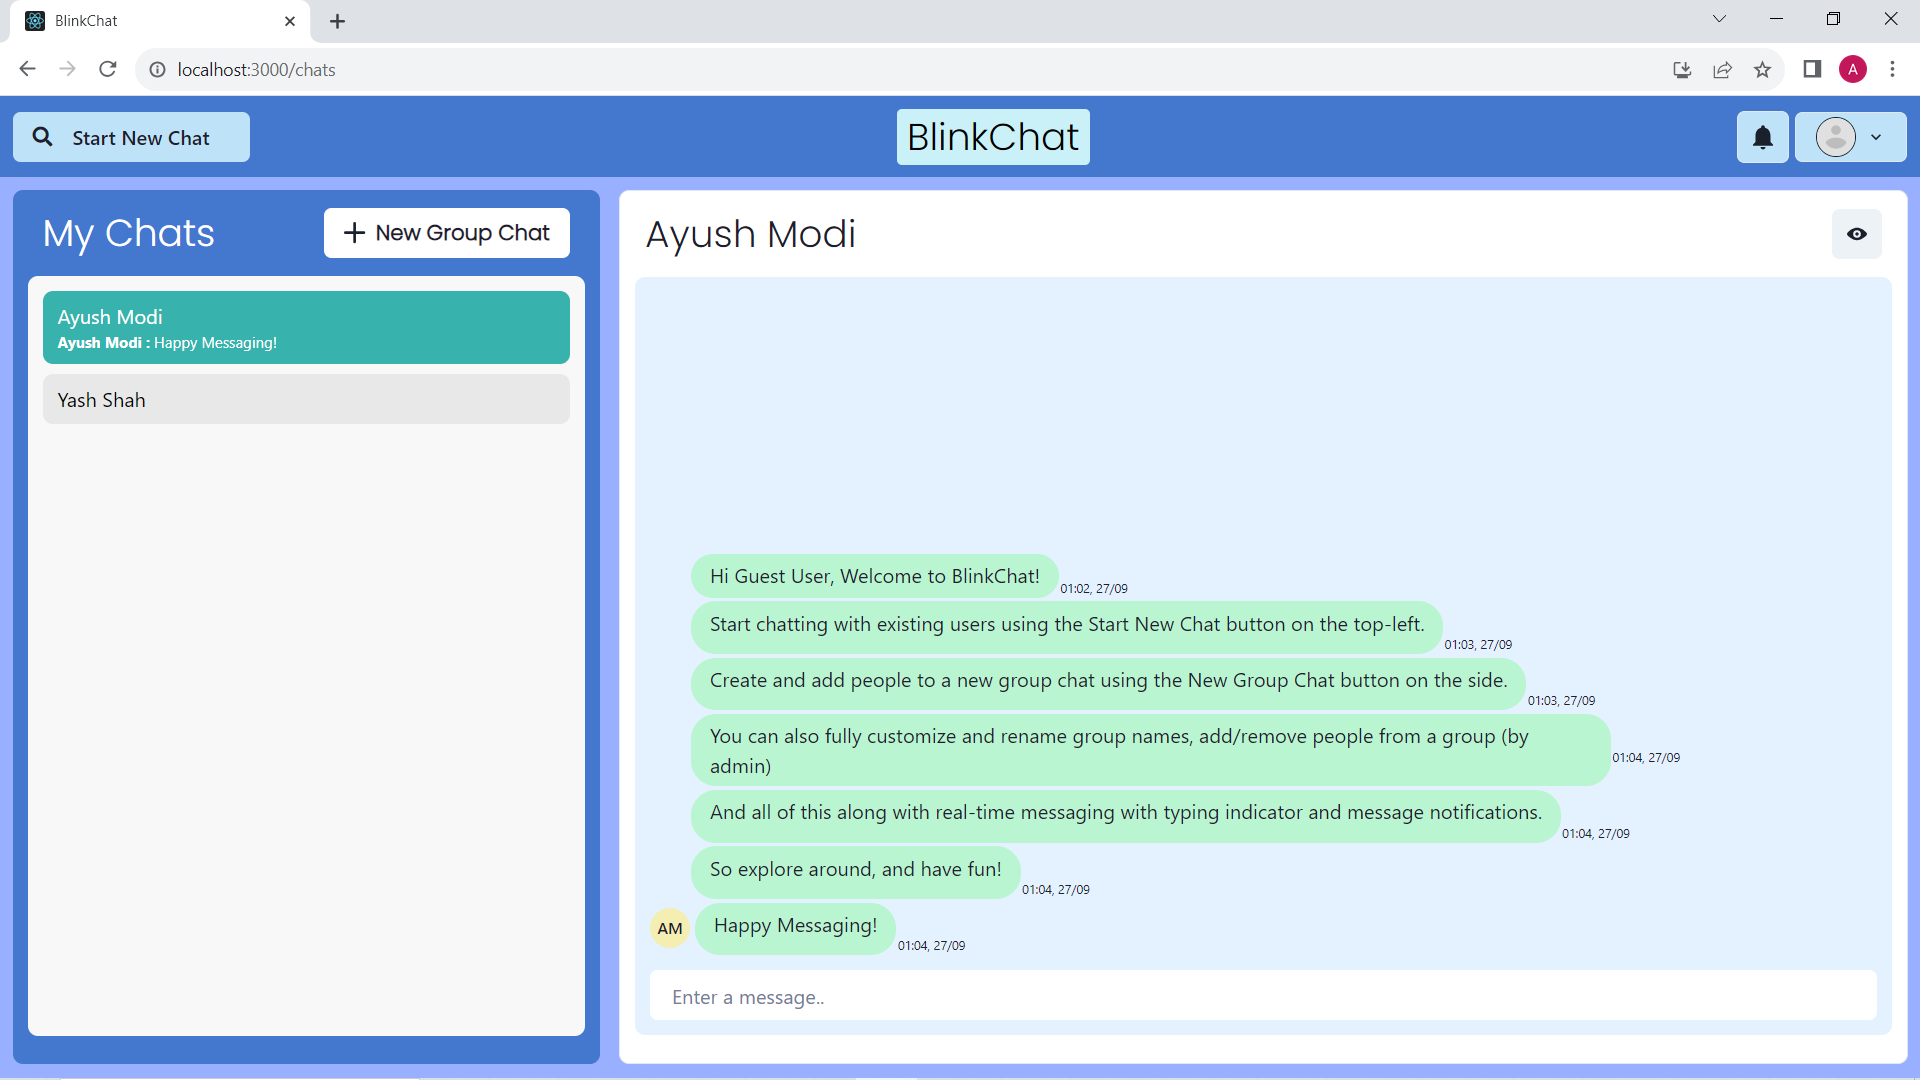 BlinkChat
localhost:3000/chats
A
Start New Chat
BlinkChat
My Chats
New Group Chat
Ayush Modi
Ayush Modi : Happy Messaging!
Yash Shah
Ayush Modi
Hi Guest User, Welcome to BlinkChat!
01:02, 27/09
Start chatting with existing users using the Start New Chat button on the top-left.
01:03, 27/09
Create and add people to a new group chat using the New Group Chat button on the side.
01:03, 27/09
You can also fully customize and rename group names, add/remove people from a group (by
admin)
01:04, 27/09
And all of this along with real-time messaging with typing indicator and message notifications.
01:04, 27/09
So explore around, and have fun!
01:04, 27/09
AM
Happy Messaging!
01:04, 27/09
Enter a message..